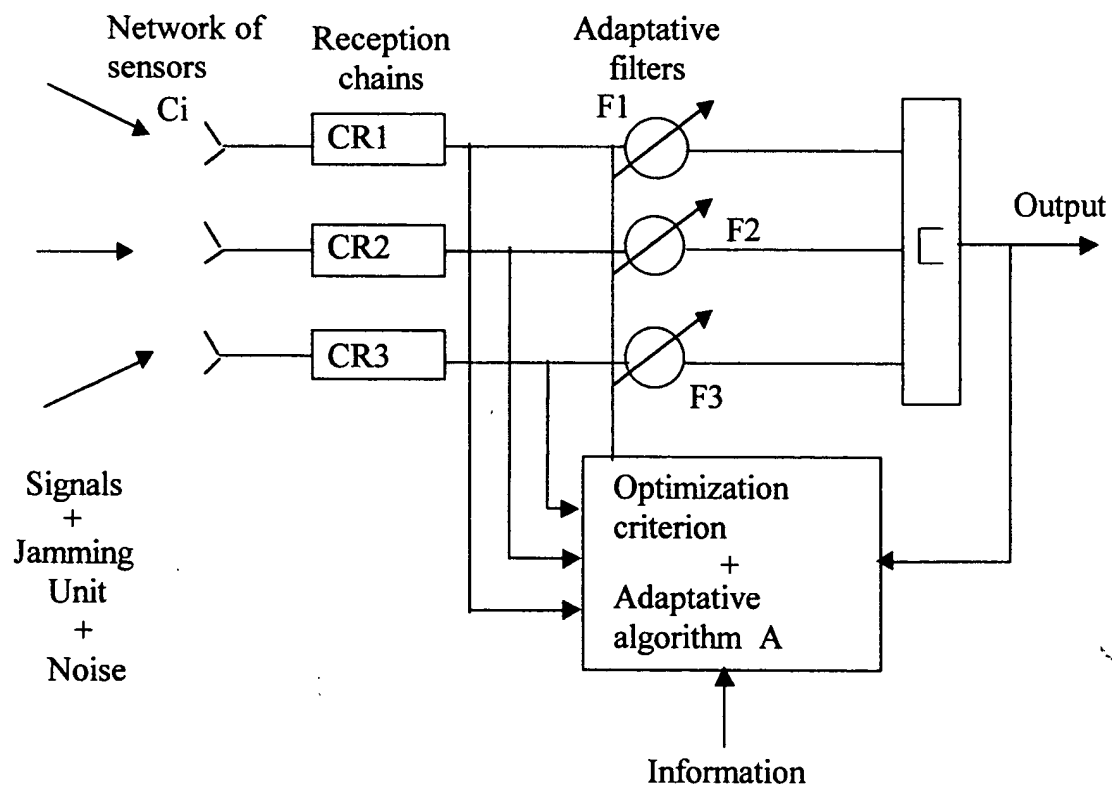 Network of
sensors
Ci
Reception
chains
Adaptative
filters
F1
CR1
CR2
F2
CR3
F3
Output
Signals
+
Jamming
Unit
+
Noise
Optimization
criterion
+
Adaptative
algorithm A
Information